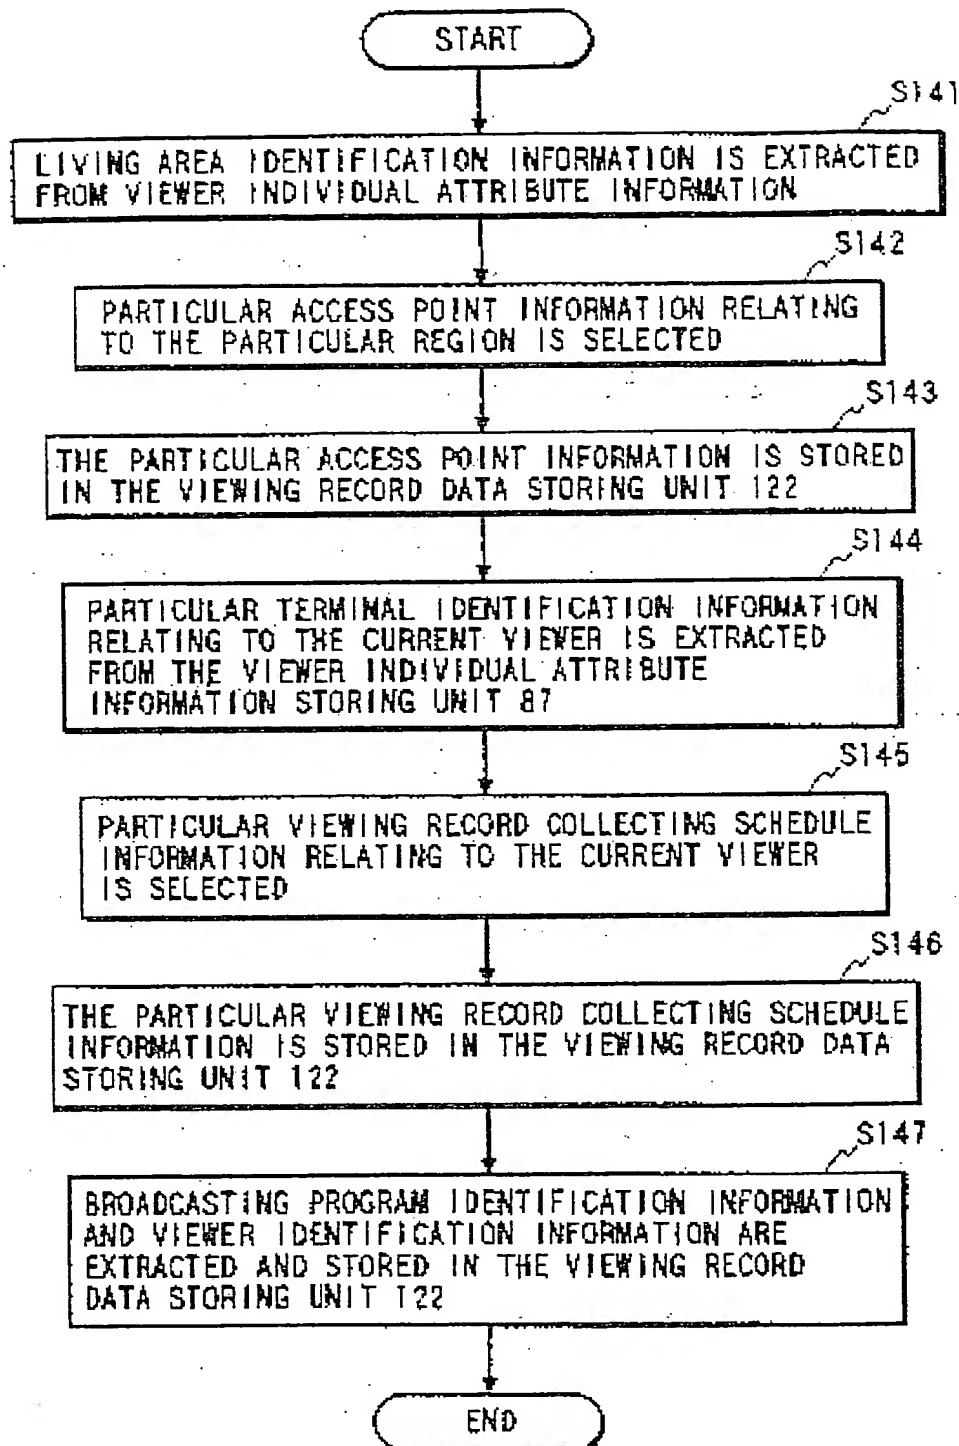 START
S141
LIVING AREA IDENTIFICATION INFORMATION IS EXTRACTED
FROM VIEWER INDIVIDUAL ATTRIBUTE INFORMATION
S142
PARTICULAR ACCESS POINT INFORMATION RELATING
TO THE PARTICULAR REGION IS SELECTED
S143
THE PARTICULAR ACCESS POINT INFORMATION IS STORED
IN THE VIEWING RECORD DATA STORING UNIT 122
S144
PARTICULAR TERMINAL IDENTIFICATION INFORMATION
RELATING TO THE CURRENT VIEWER IS EXTRACTED
FROM THE VIEWER INDIVIDUAL ATTRIBUTE
INFORMATION STORING UNIT 87
S145
PARTICULAR VIEWING RECORD COLLECTING SCHEDULE
INFORMATION RELATING TO THE CURRENT VIEWER
IS SELECTED
S146
THE PARTICULAR VIEWING RECORD COLLECTING SCHEDULE
INFORMATION IS STORED IN THE VIEWING RECORD DATA
STORING UNIT 122
S147
BROADCASTING PROGRAM IDENTIFICATION INFORMATION
AND VIEWER IDENTIFICATION INFORMATION ARE
EXTRACTED AND STORED IN THE VIEWING RECORD
DATA STORING UNIT 122
END